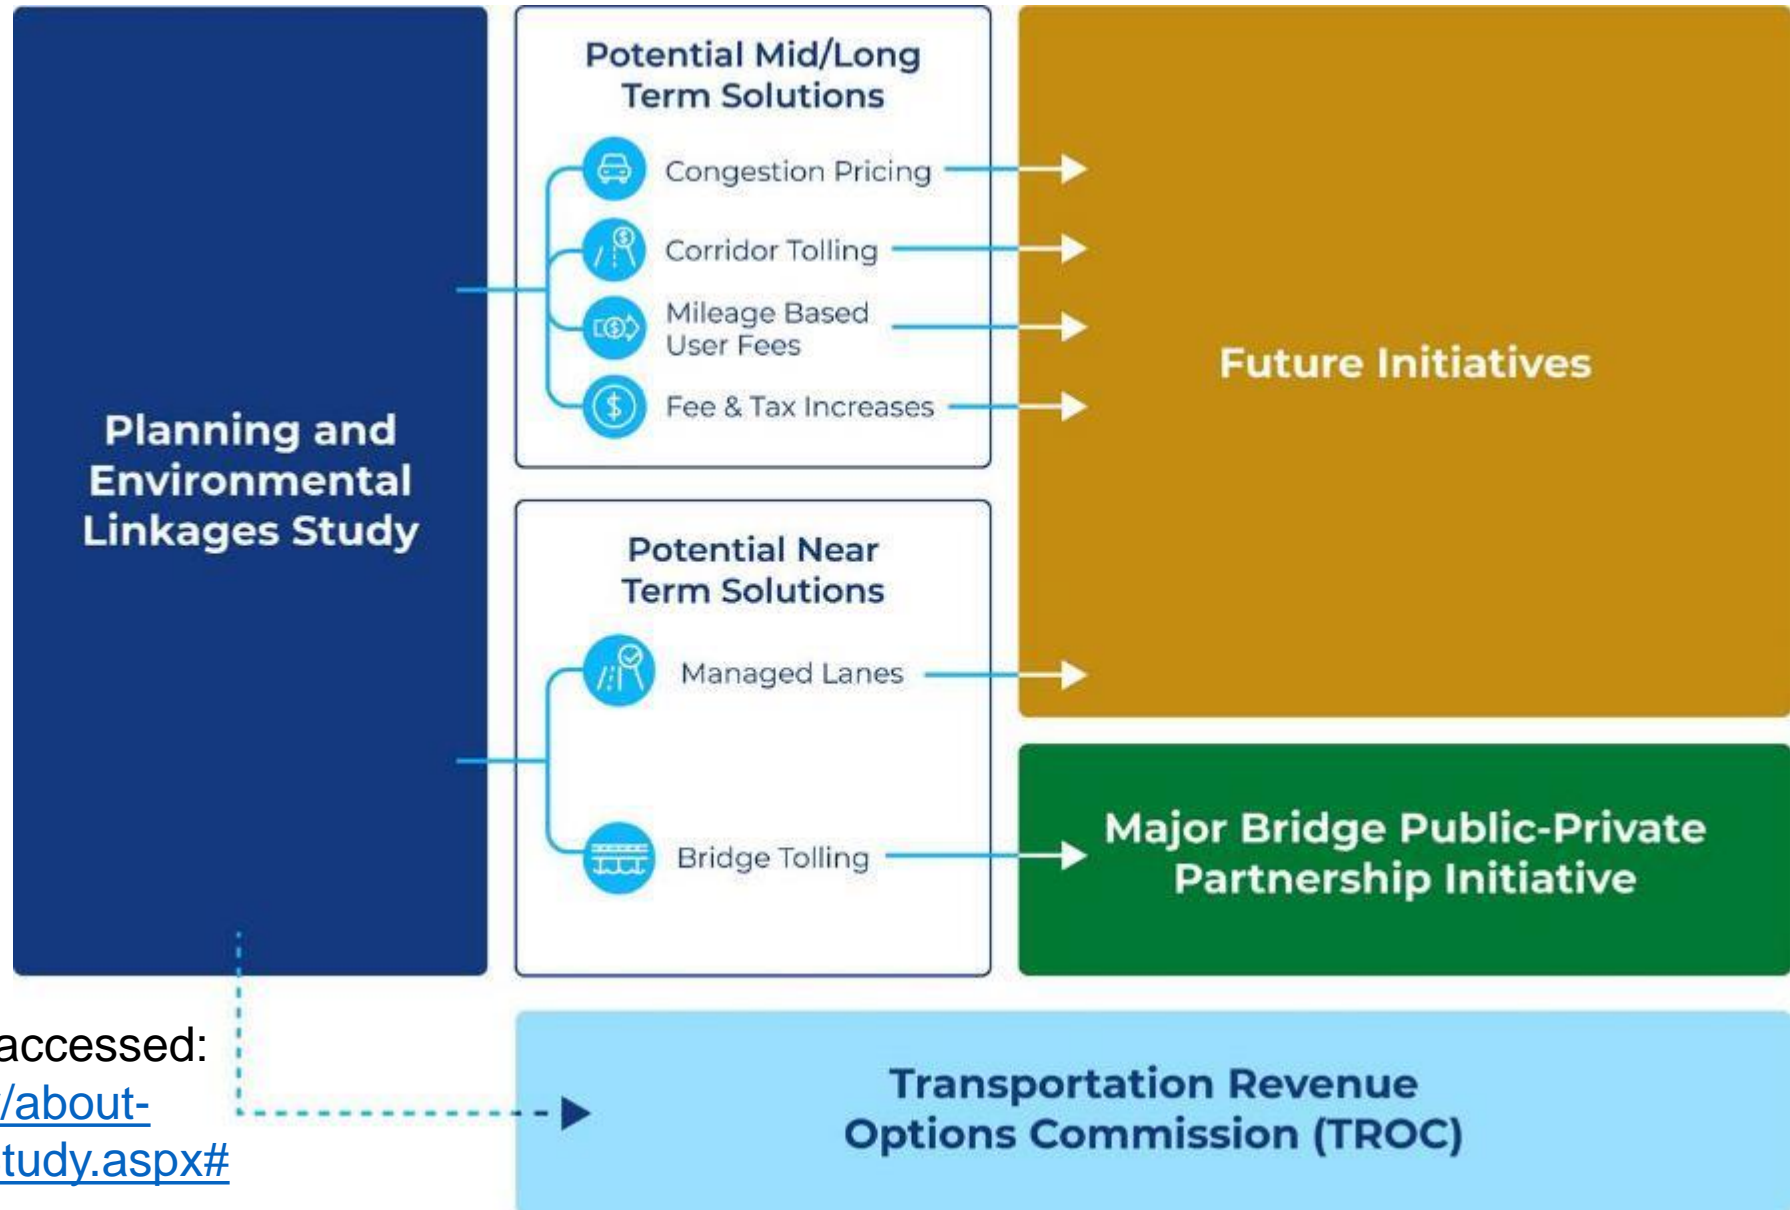 Planning and
Environmental
Linkages Study
Potential Mid/Long
Term Solutions
Congestion Pricing
Corridor Tolling
Mileage Based
User Fees
Fee & Tax Increases
Potential Near
Term Solutions
Managed Lanes
Bridge Tolling
Future Initiatives
Major Bridge Public-Private
Partnership Initiative
Transportation Revenue
Options Commission (TROC)
accessed:
/about-
tudy.aspx#